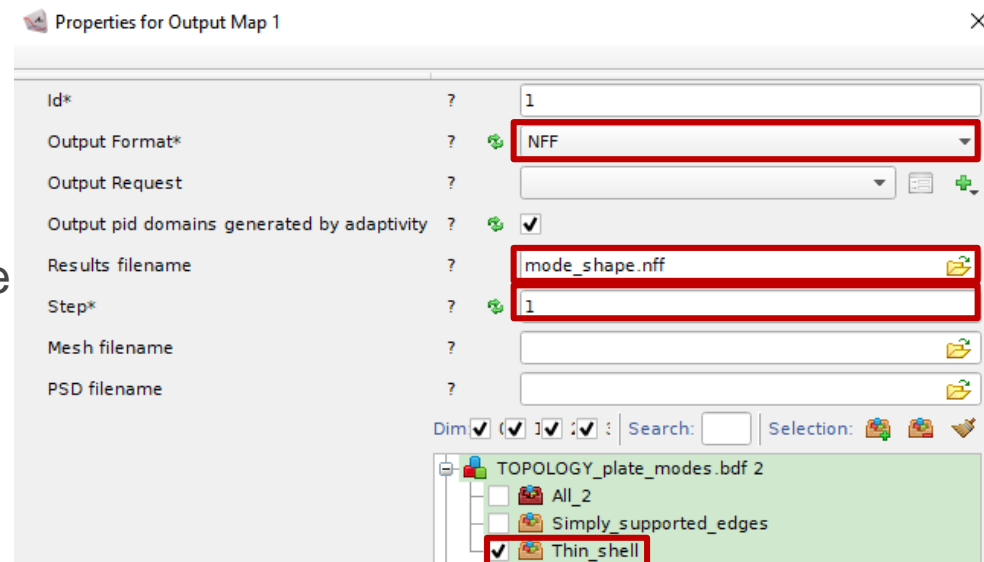 Properties for Output Map 1
Id* ? 1
Output Format* ? NFF
Output Request ?
Output pid domains generated by adaptivity ?
Results filename ? mode_shape.nff
e
Step* ? 1
Mesh filename ?
PSD filename ?
Dim Search: Selection:
TOPOLOGY_plate_modes.bdf 2
All_2
Simply_supported_edges
Thin_shell